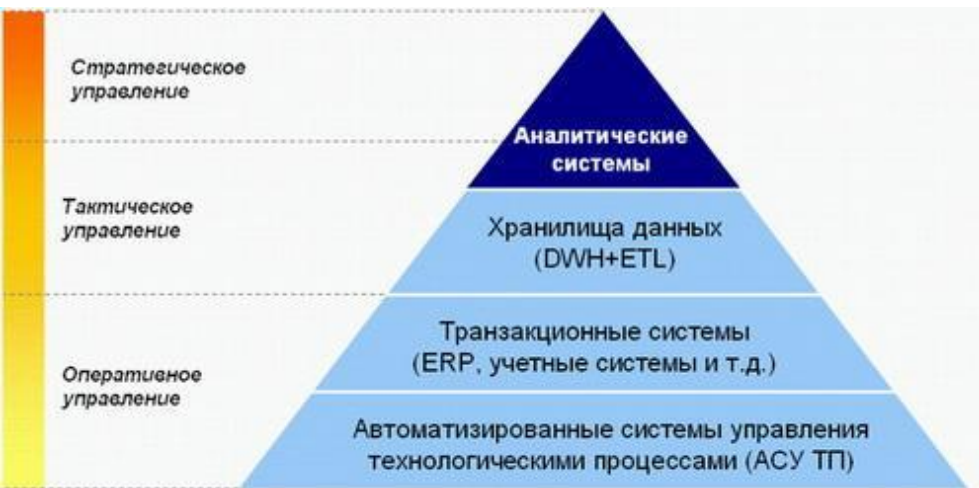 Стратегическое
управление
Аналитические
системы
Тактическое
управление
Хранилища данных
(DWH+ETL)
Транзакционные системы
(ERP, учетные системы и т.д.)
Оперативное
управление
Автоматизированные системы управления
технологическими процессами (АСУ ТП)